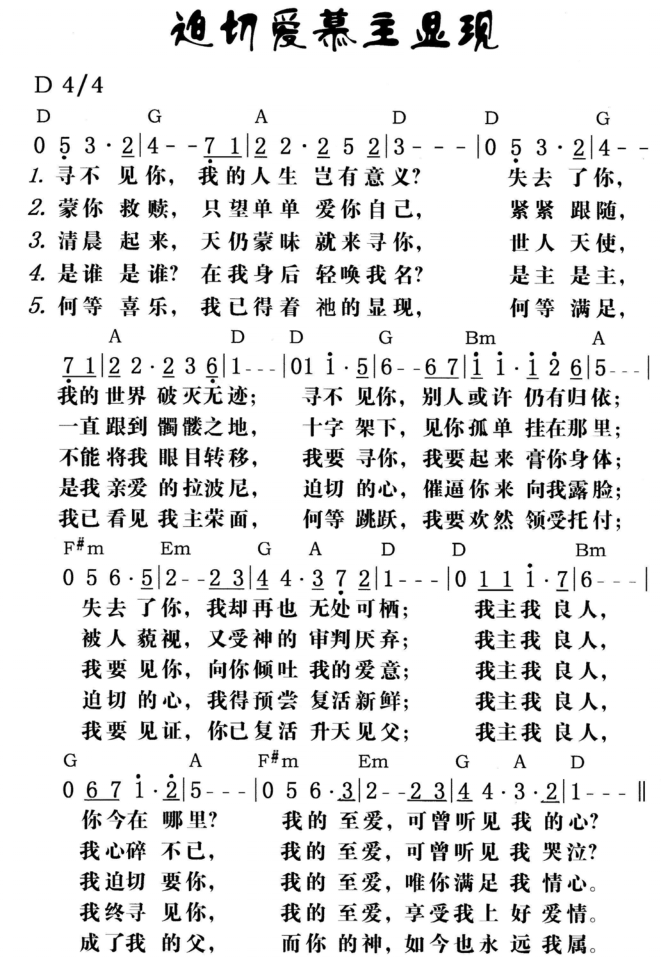 迫切爱慕主显现
D 4/4
D G A D D G
0 5 3 · 2|4 - - 7 1|2 2 · 2 5 2|3 - - -|0 5 3 · 2|4 - -
1. 寻不 见你， 我的人生 岂有意义? 失去 了你，
2. 蒙你 救赎， 只望单单 爱你自己， 紧紧 跟随，
3. 清晨 起来， 天仍蒙昧 就来寻你， 世人 天使，
4. 是谁 是谁? 在我身后 轻唤我名? 是主 是主，
5. 何等 喜乐， 我已得着 祂的显现， 何等 满足，
A D D G Bm A
7 1|2 2 · 2 3 6|1 - - -|0 1 1 · 5|6 - - 6 7|1 · 1 · 1 2 6|5 - - -|
我的世界 破灭无迹； 寻不 见你，别人或许 仍有归依；
一直跟到 髑髅之地， 十字 架下，见你孤单 挂在那里；
不能将我 眼目转移， 我要 寻你，我要起来 膏你身体；
是我亲爱的拉波尼， 迫切 的心，催逼你来 向我露脸；
我已看见 我主荣面， 何等 跳跃，我要欢然 领受托付；
F#m Em G A D D Bm
0 5 6 · 5|2 - - 2 3|4 4 · 3 7 2|1 - - -|0 1 1 1 · 7|6 - - -|
失去 了你，我却再也 无处可栖； 我主我 良人，
被人 藐视，又受神的 审判厌弃； 我主我 良人，
我要 见你，向你倾吐 我的爱意； 我主我 良人，
迫切 的心，我得预尝 复活新鲜； 我主我 良人，
我要 见证，你已复活 升天见父； 我主我 良人，
G A F#m Em G A D
0 6 7 1 · 2|5 - - -|0 5 6 · 3|2 - - 2 3|4 4 · 3 · 2|1 - - -‖
你今在 哪里? 我的 至爱，可曾听见 我 的心?
我心碎 不已， 我的 至爱，可曾听见 我 哭泣?
我迫切 要你， 我的 至爱，唯你满足 我 情心。
我终寻 见你， 我的 至爱，享受我上 好 爱情。
成了我 的父， 而你 的神，如今也永 远 我属。